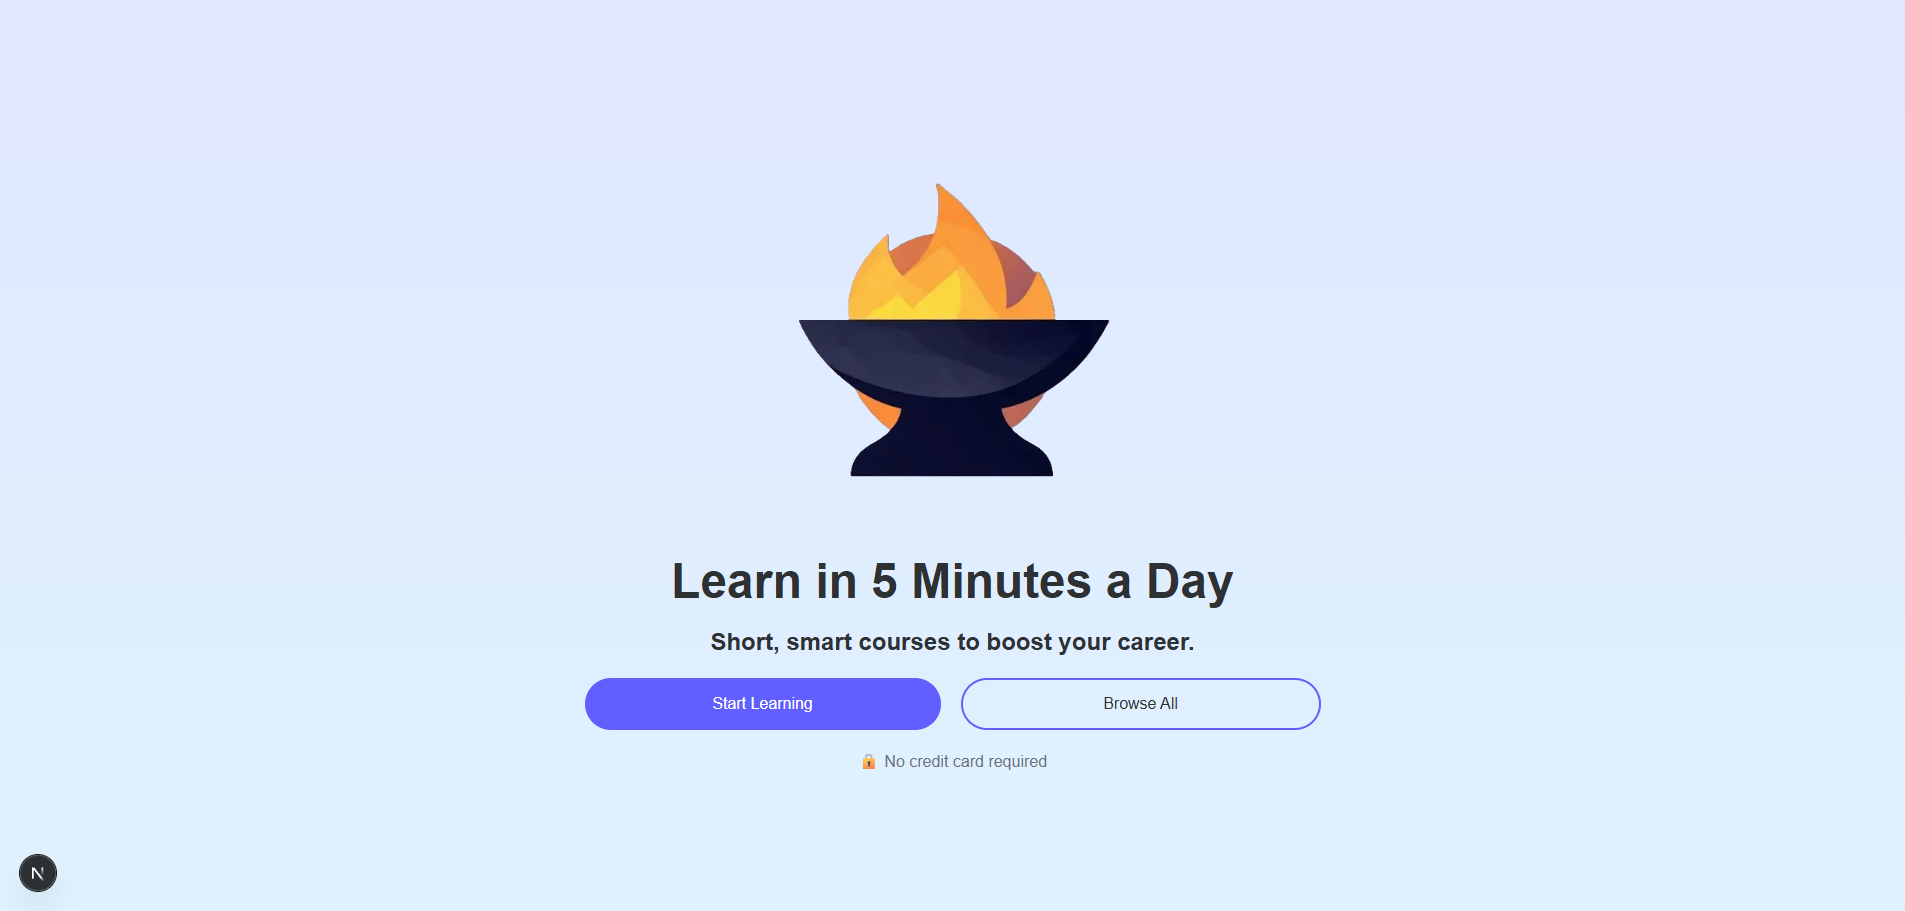 Learn in 5 Minutes a Day
Short, smart courses to boost your career.
Start Learning
Browse All
🔒 No credit card required
N